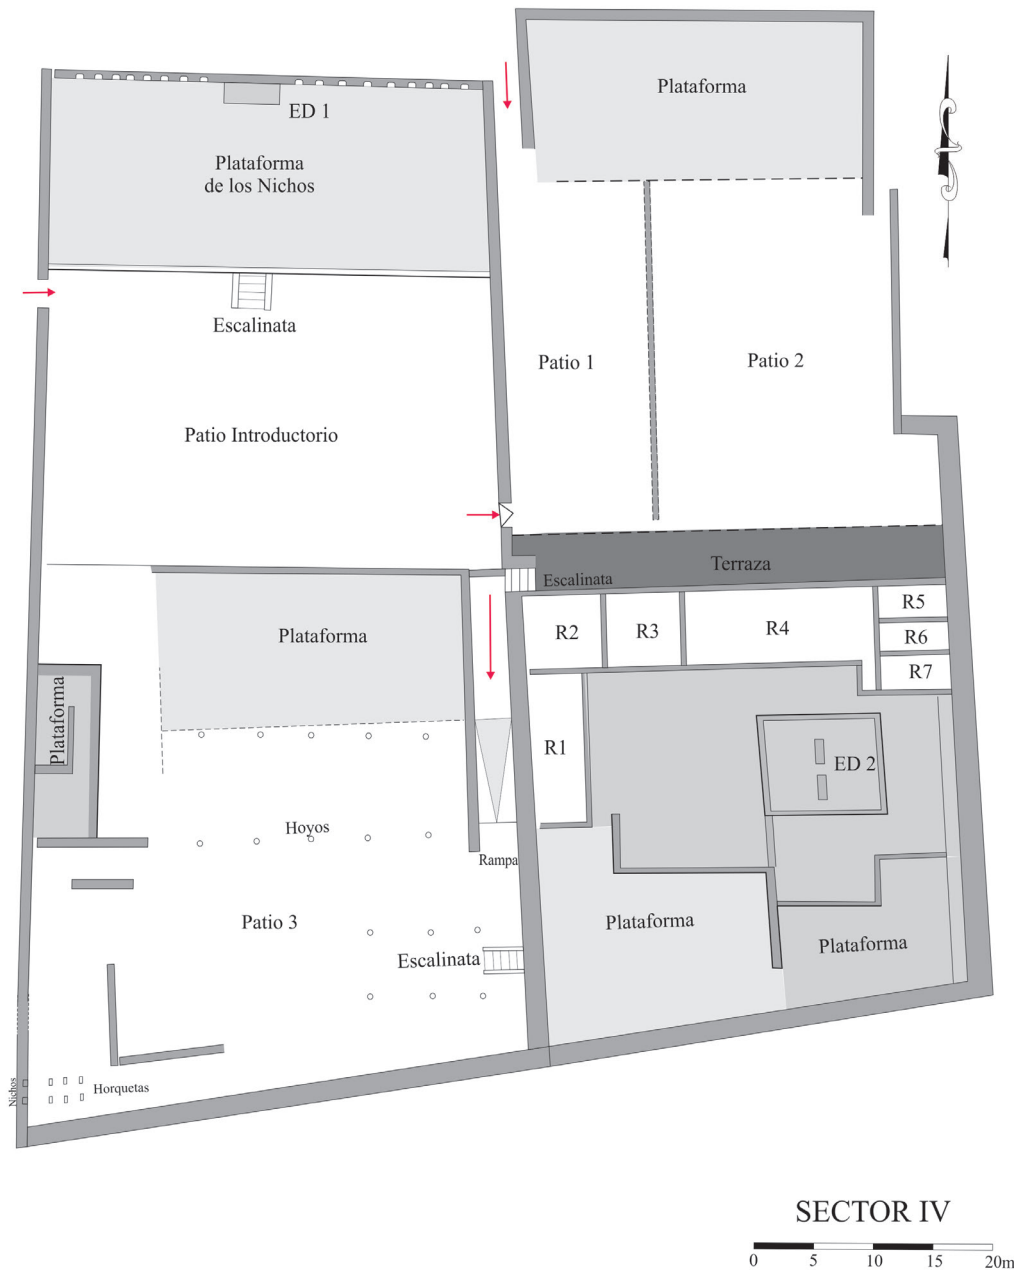 Plataforma
ED 1
Plataforma
de los Nichos
Escalinata
Patio 1
Patio 2
Patio Introductorio
Terraza
Escalinata
R5
R2
R3
R4
R6
R7
Plataforma
Plataforma
R1
ED 2
Hoyos
Rampa
Patio 3
Plataforma
Plataforma
Escalinata
Nichos
Horquetas
SECTOR IV
0 5 10 15 20m